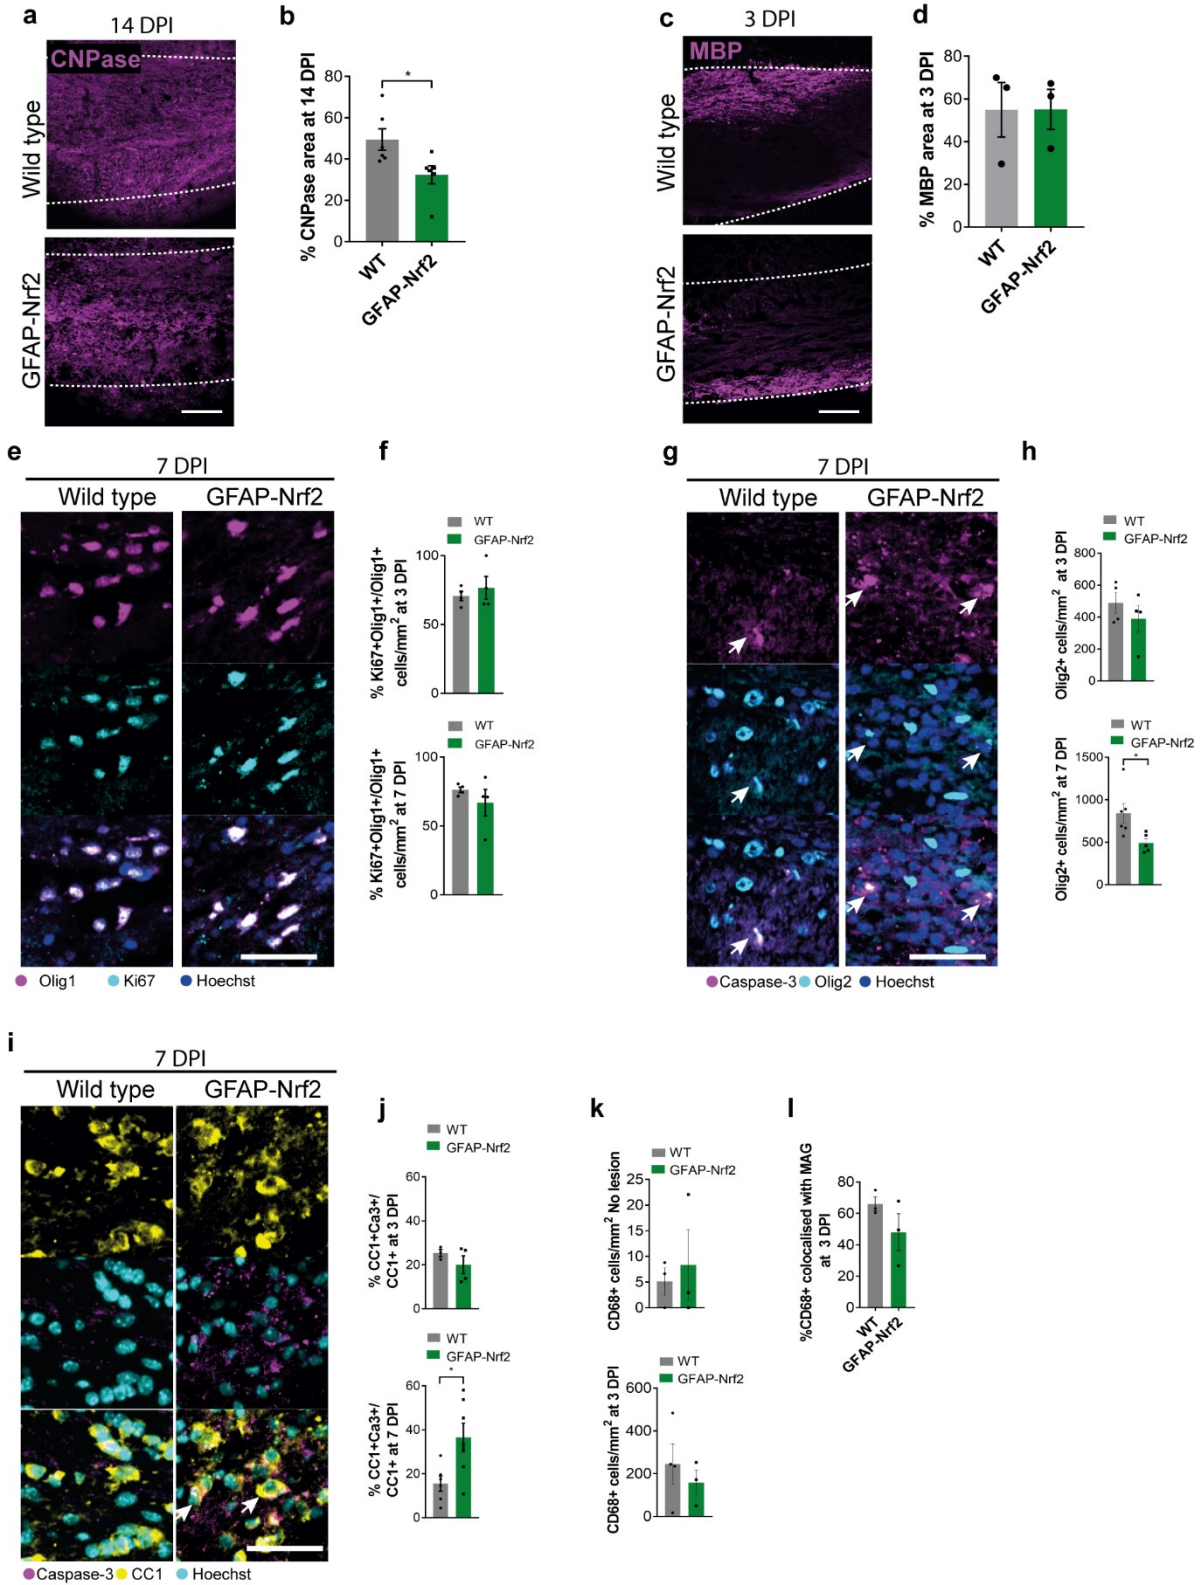 a
14 DPI
CNPase
Wild type
GFAP-Nrf2
b
% CNPase area at 14 DPI
80
60
40
20
0
*
WT
GFAP-Nrf2
c
3 DPI
MBP
Wild type
GFAP-Nrf2
d
% MBP area at 3 DPI
80
60
40
20
0
WT
GFAP-Nrf2
e
7 DPI
Wild type
GFAP-Nrf2
Olig1
Ki67
Hoechst
f
WT
GFAP-Nrf2
% Ki67+Olig1+/Olig1+
cells/mm² at 3 DPI
100
50
0
WT
GFAP-Nrf2
% Ki67+Olig1+/Olig1+
cells/mm² at 7 DPI
100
50
0
g
7 DPI
Wild type
GFAP-Nrf2
Caspase-3
Olig2
Hoechst
h
WT
GFAP-Nrf2
Olig2+ cells/mm² at 3 DPI
800
600
400
200
0
WT
GFAP-Nrf2
Olig2+ cells/mm² at 7 DPI
1500
1000
500
0
*
i
7 DPI
Wild type
GFAP-Nrf2
Caspase-3
CC1
Hoechst
j
WT
GFAP-Nrf2
% CC1+Ca3+/
CC1+ at 3 DPI
60
40
20
0
WT
GFAP-Nrf2
% CC1+Ca3+/
CC1+ at 7 DPI
60
40
20
0
*
k
WT
GFAP-Nrf2
CD68+ cells/mm² No lesion
25
20
15
10
5
0
WT
GFAP-Nrf2
CD68+ cells/mm² at 3 DPI
600
400
200
0
l
%CD68+ colocalised with MAG
at 3 DPI
80
60
40
20
0
WT
GFAP-Nrf2